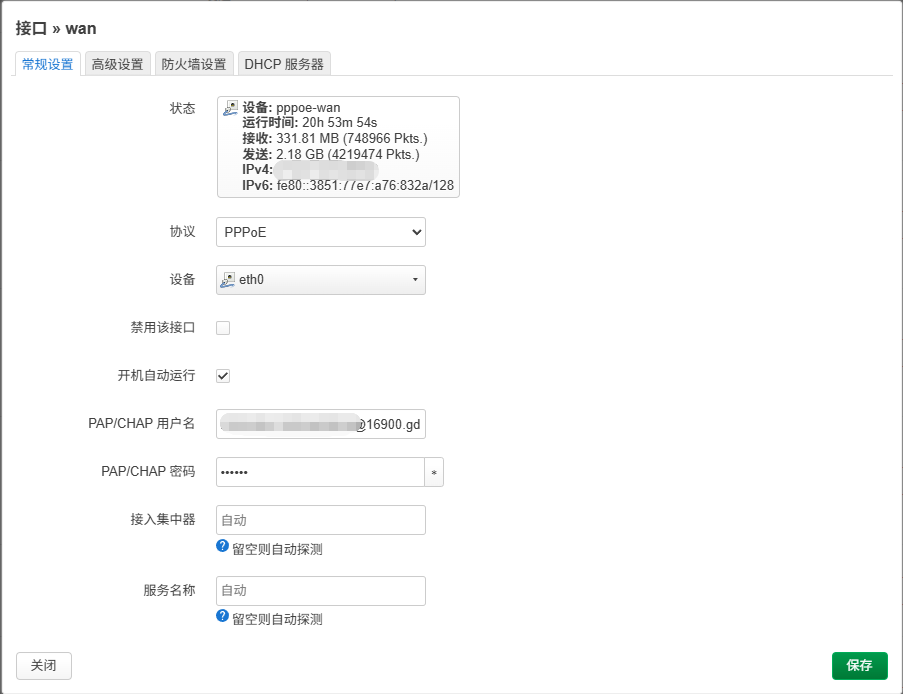 接口 » wan
常规设置 高级设置 防火墙设置 DHCP 服务器
状态
设备: pppoe-wan
运行时间: 20h 53m 54s
接收: 331.81 MB (748966 Pkts.)
发送: 2.18 GB (4219474 Pkts.)
IPv4:
IPv6: fe80::3851:77e7:a76:832a/128
协议 PPPoE
设备 eth0
禁用该接口
开机自动运行
PAP/CHAP 用户名 @16900.gd
PAP/CHAP 密码 •••••• *
接入集中器 自动
留空则自动探测
服务名称 自动
留空则自动探测
关闭 保存